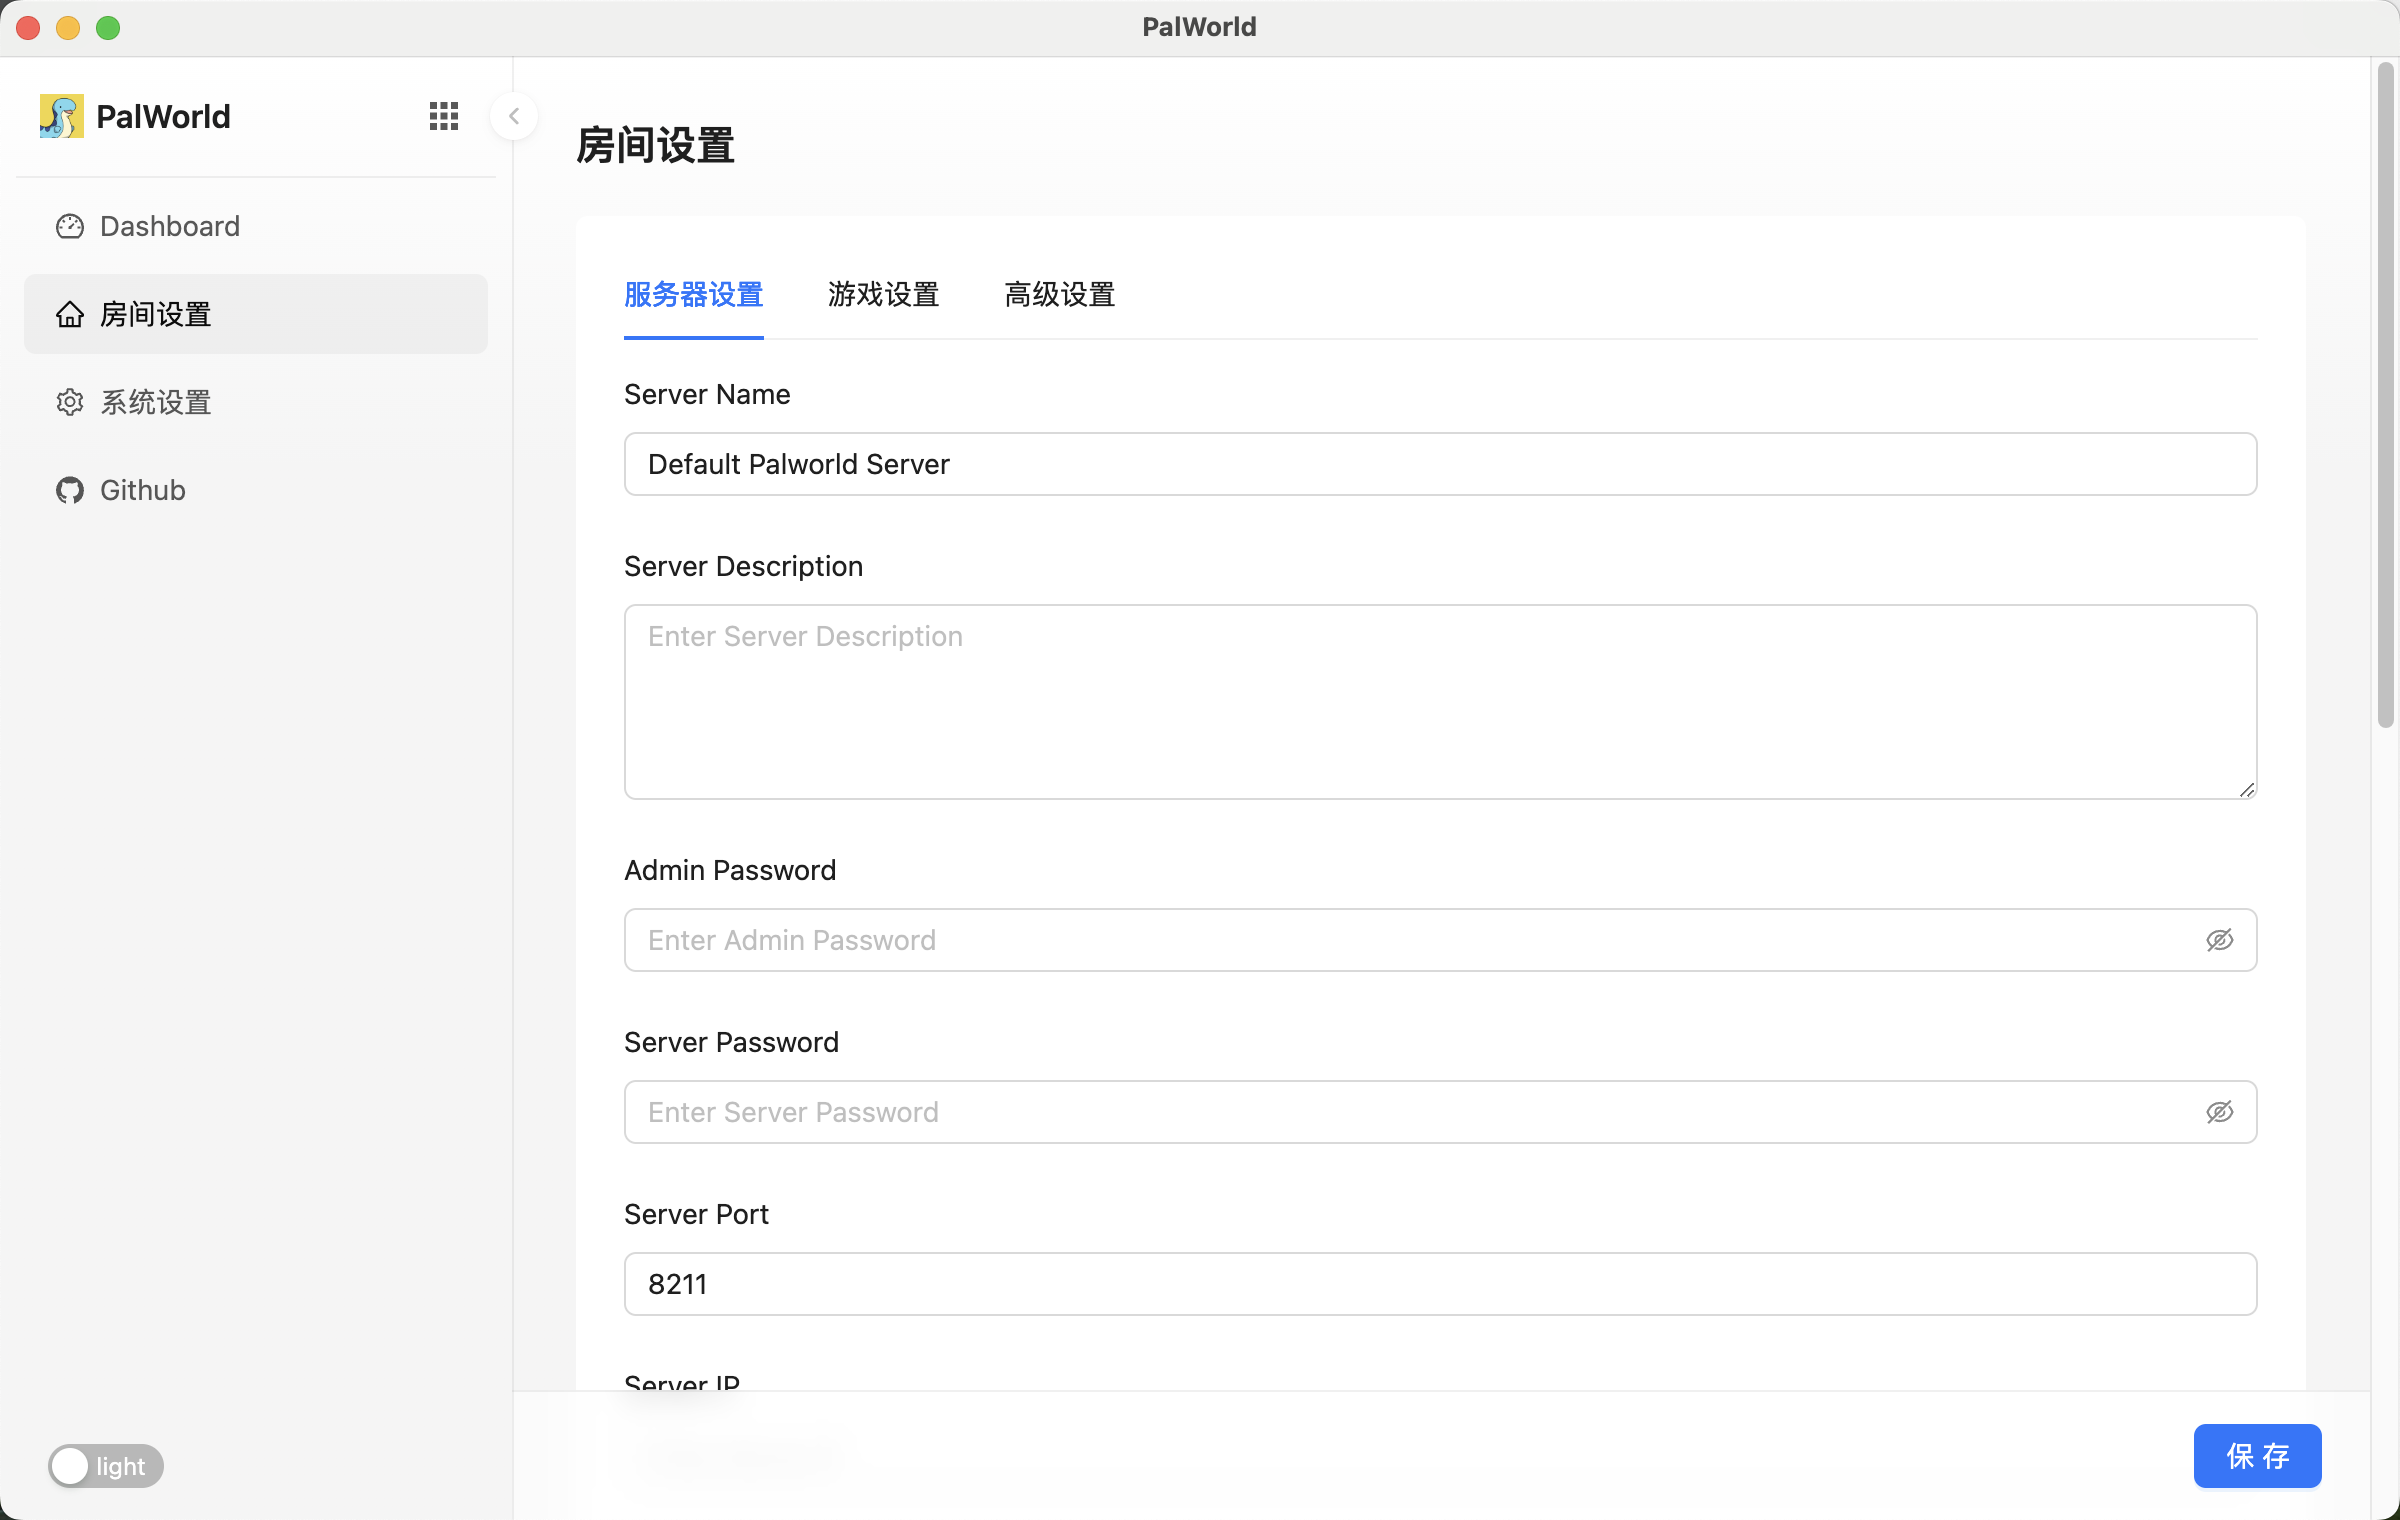 PalWorld
PalWorld
Dashboard
房间设置
系统设置
Github
light
房间设置
服务器设置
游戏设置
高级设置
Server Name
Default Palworld Server
Server Description
Enter Server Description
Admin Password
Enter Admin Password
Server Password
Enter Server Password
Server Port
8211
Server IP
保 存